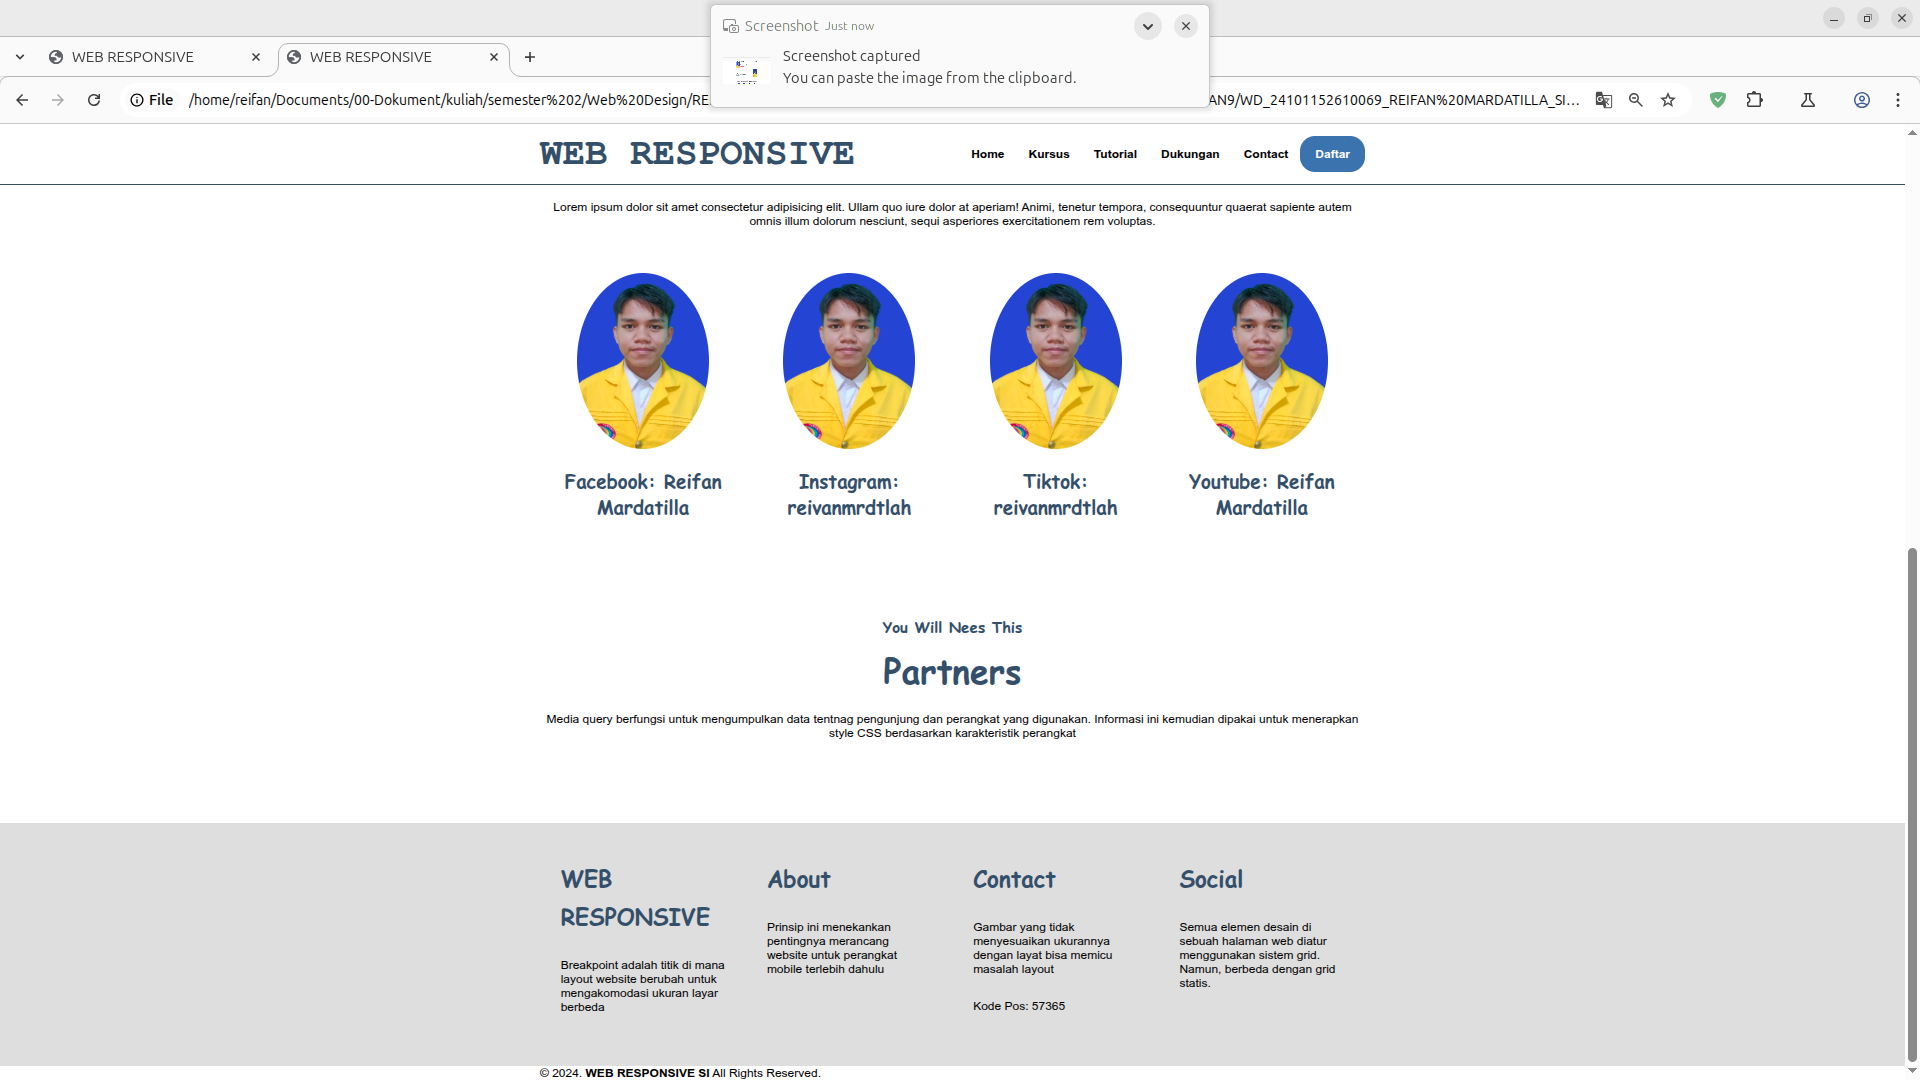 Screenshot Just now
Screenshot captured
You can paste the image from the clipboard.
WEB RESPONSIVE
WEB RESPONSIVE
File /home/reifan/Documents/00-Dokument/kuliah/semester%202/Web%20Design/RE
AN9/WD_24101152610069_REIFAN%20MARDATILLA_SI...
WEB RESPONSIVE
Home Kursus Tutorial Dukungan Contact Daftar
Lorem ipsum dolor sit amet consectetur adipisicing elit. Ullam quo iure dolor at aperiam! Animi, tenetur tempora, consequuntur quaerat sapiente autem
omnis illum dolorum nesciunt, sequi asperiores exercitationem rem voluptas.
Facebook: Reifan
Mardatilla
Instagram:
reivanmrdtlah
Tiktok:
reivanmrdtlah
Youtube: Reifan
Mardatilla
You Will Nees This
Partners
Media query berfungsi untuk mengumpulkan data tentnag pengunjung dan perangkat yang digunakan. Informasi ini kemudian dipakai untuk menerapkan
style CSS berdasarkan karakteristik perangkat
WEB
RESPONSIVE
Breakpoint adalah titik di mana
layout website berubah untuk
mengakomodasi ukuran layar
berbeda
About
Prinsip ini menekankan
pentingnya merancang
website untuk perangkat
mobile terlebih dahulu
Contact
Gambar yang tidak
menyesuaikan ukurannya
dengan layat bisa memicu
masalah layout
Kode Pos: 57365
Social
Semua elemen desain di
sebuah halaman web diatur
menggunakan sistem grid.
Namun, berbeda dengan grid
statis.
© 2024. WEB RESPONSIVE SI All Rights Reserved.